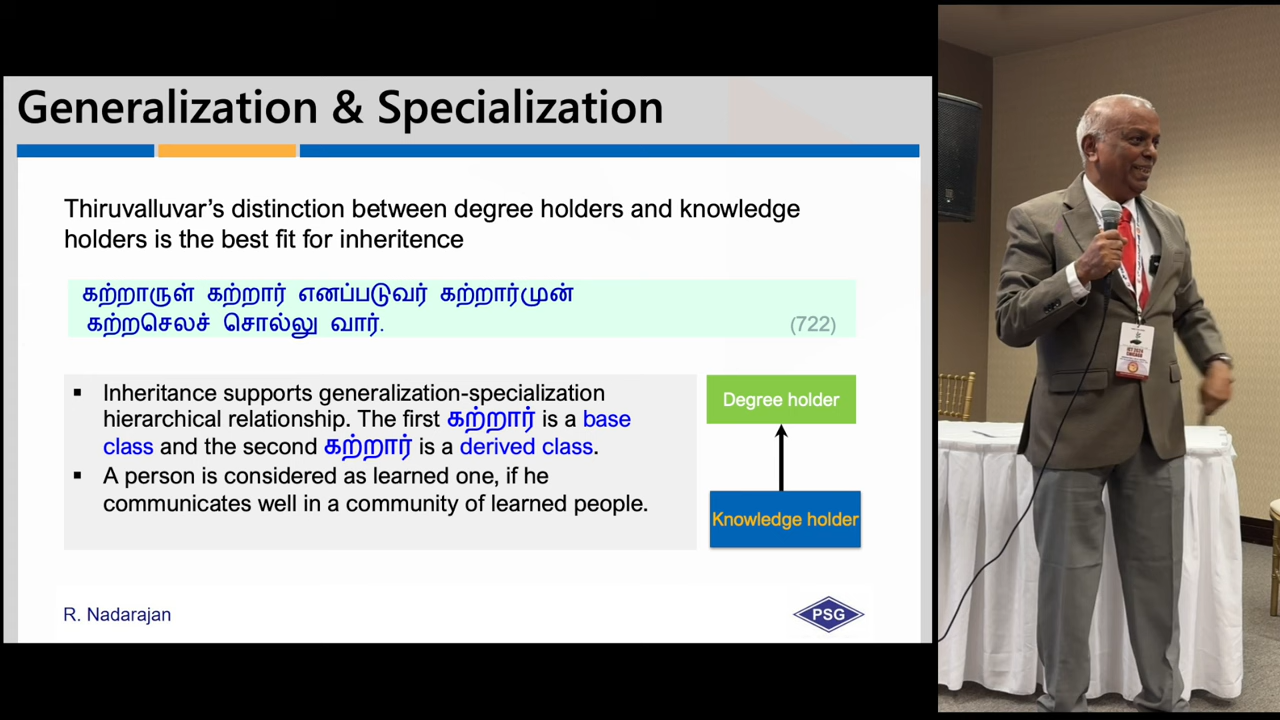 Generalization & Specialization
Thiruvalluvar's distinction between degree holders and knowledge
holders is the best fit for inheritence
கற்றாருள் கற்றார் எனப்படுவர் கற்றார்முன்
கற்றசெலச் சொல்லு வார்.
(722)
▪ Inheritance supports generalization-specialization
hierarchical relationship. The first கற்றார் is a base
class and the second கற்றார் is a derived class.
▪ A person is considered as learned one, if he
communicates well in a community of learned people.
Degree holder
Knowledge holder
R. Nadarajan
PSG